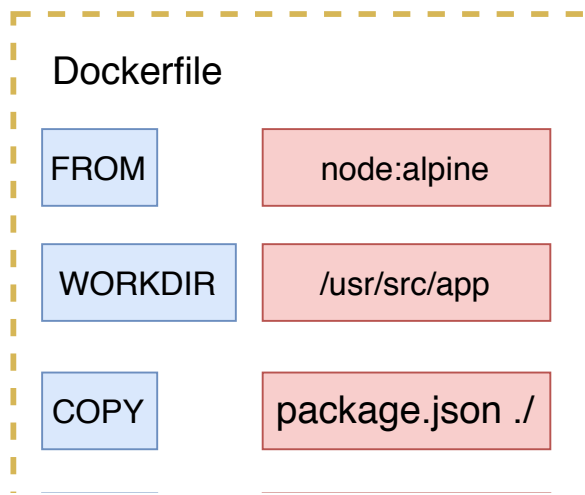 Dockerfile
FROM node:alpine
WORKDIR /usr/src/app
COPY package.json ./